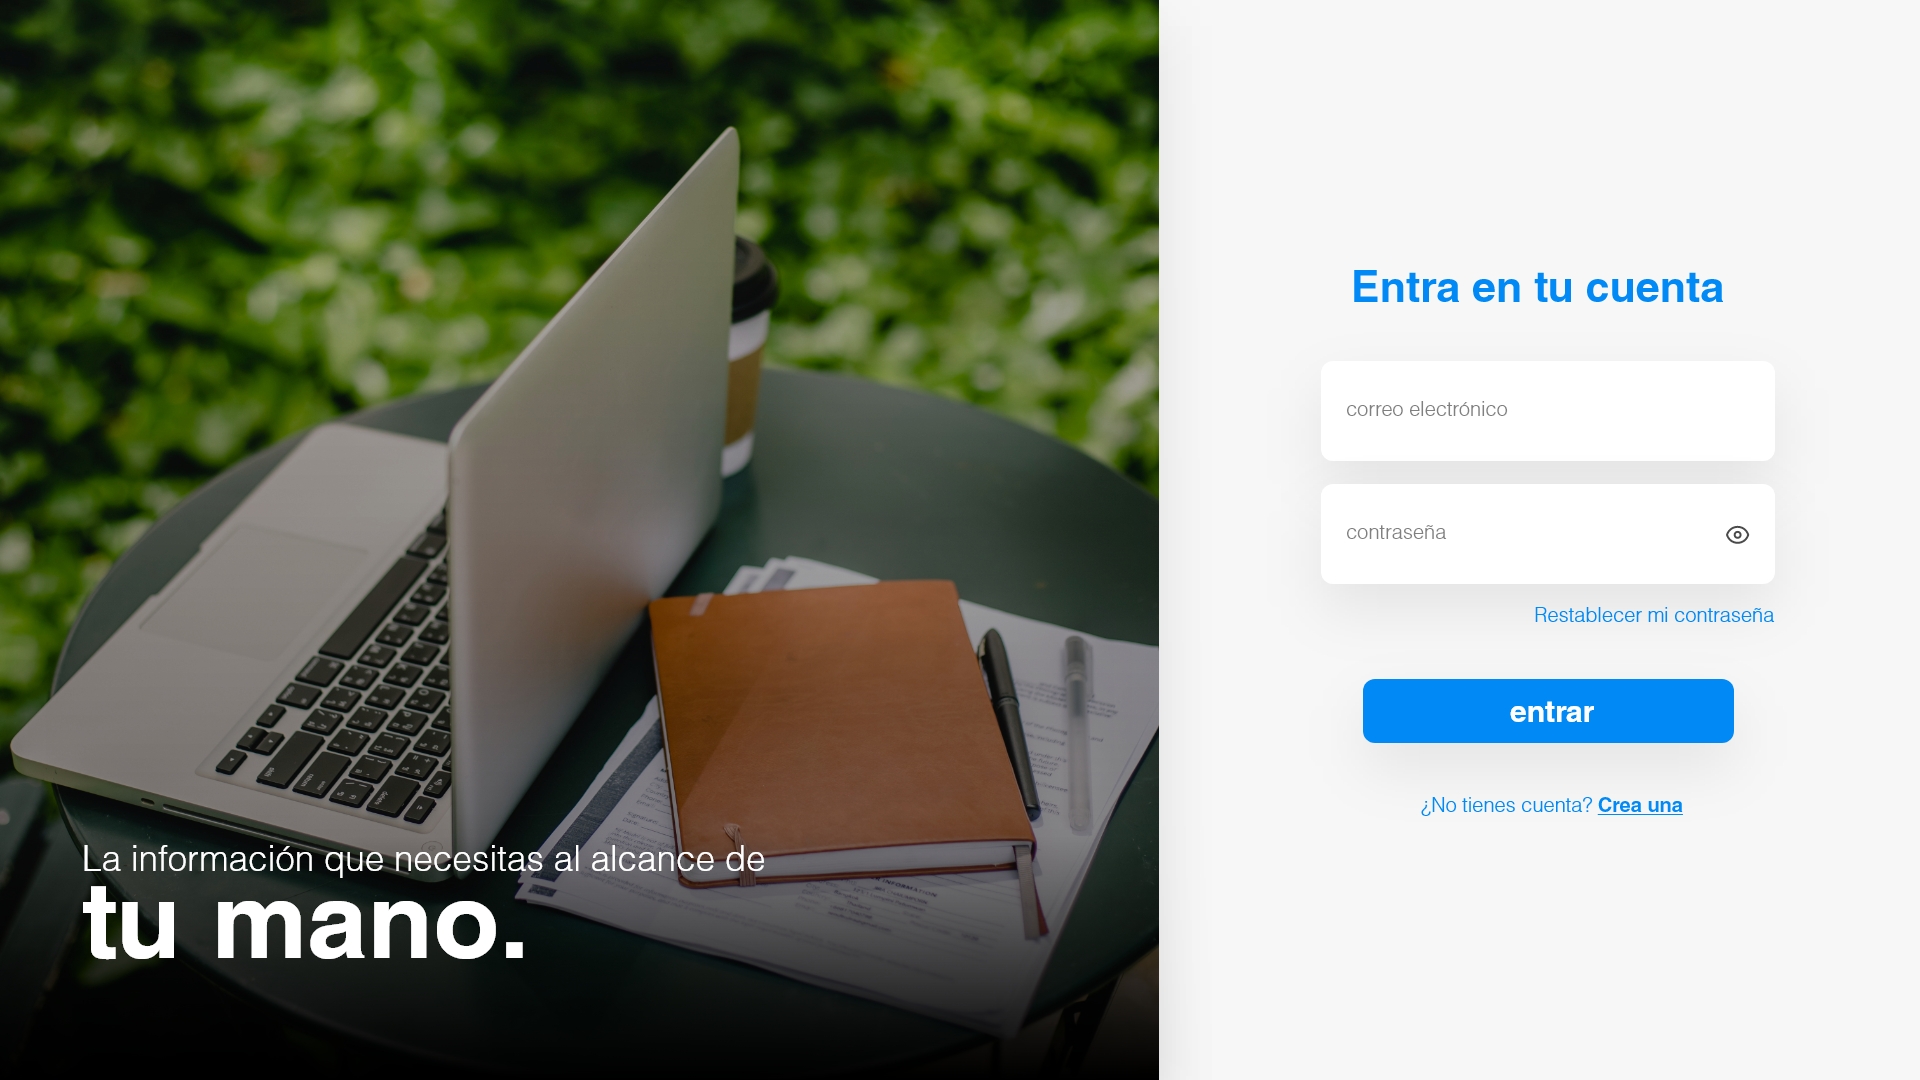 La información que necesitas al alcance de
tu mano.
Entra en tu cuenta
correo electrónico
contraseña
Restablecer mi contraseña
entrar
¿No tienes cuenta? Crea una